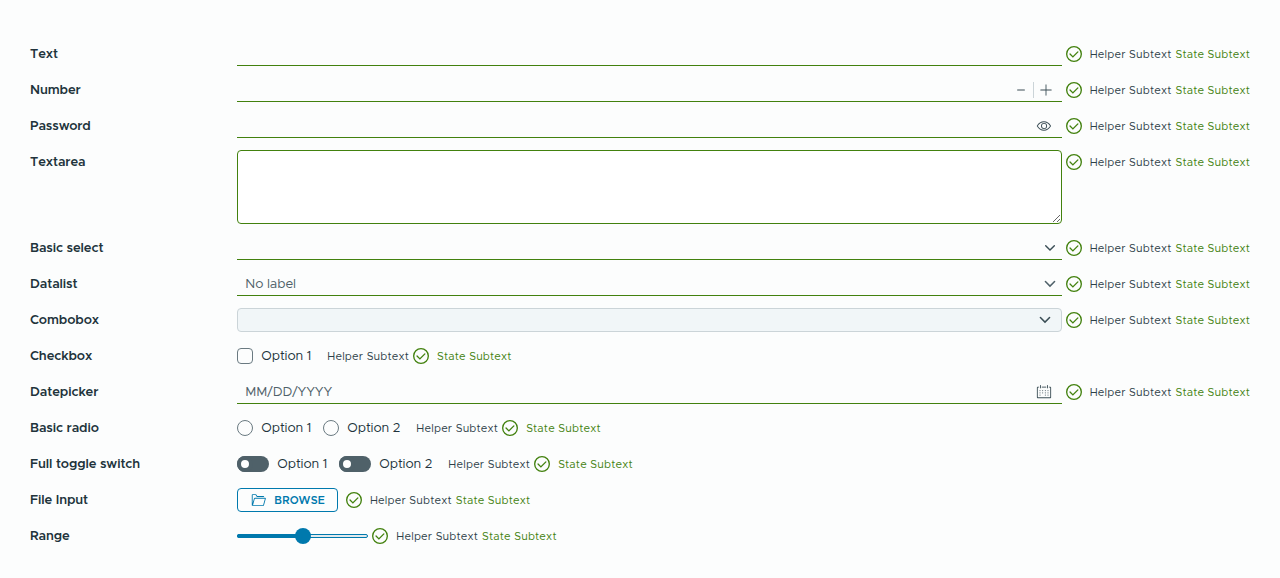 Text Helper Subtext State Subtext
Number Helper Subtext State Subtext
Password Helper Subtext State Subtext
Textarea Helper Subtext State Subtext
Basic select Helper Subtext State Subtext
Datalist No label Helper Subtext State Subtext
Combobox Helper Subtext State Subtext
Checkbox Option 1 Helper Subtext State Subtext
Datepicker MM/DD/YYYY Helper Subtext State Subtext
Basic radio Option 1 Option 2 Helper Subtext State Subtext
Full toggle switch Option 1 Option 2 Helper Subtext State Subtext
File Input BROWSE Helper Subtext State Subtext
Range Helper Subtext State Subtext